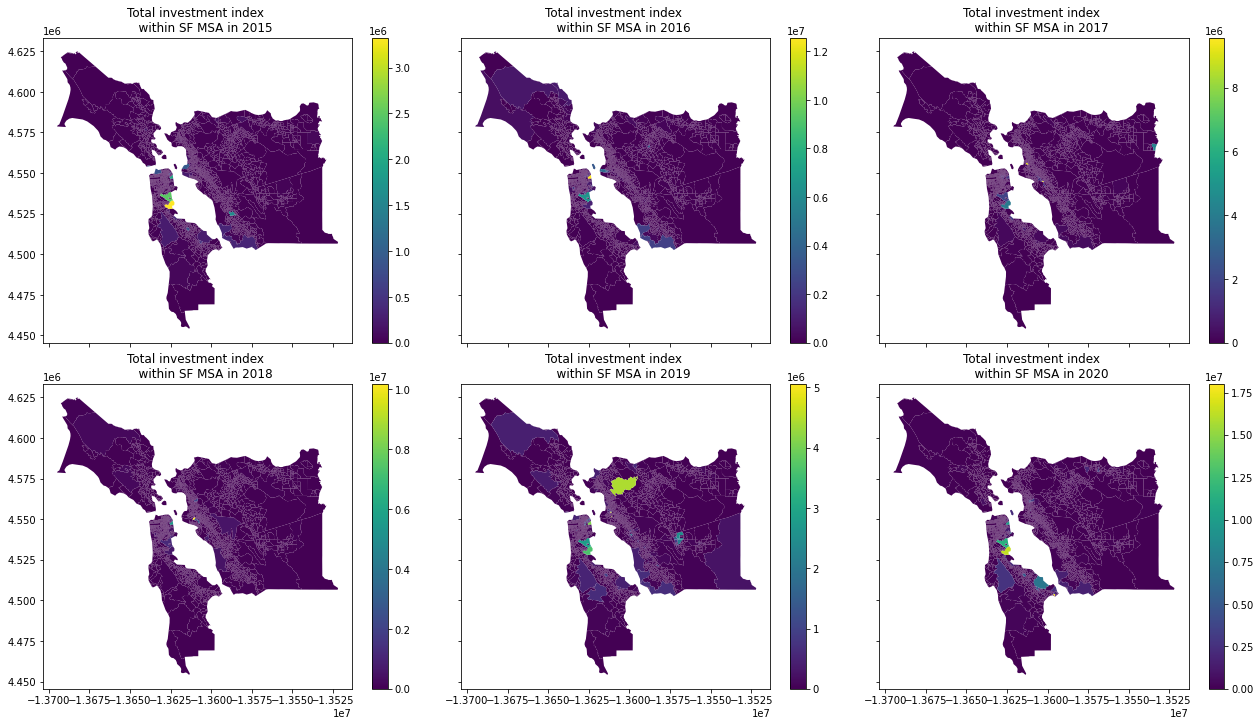 Total investment index
within SF MSA in 2015
1e6
4.625
4.600
4.575
4.550
4.525
4.500
4.475
4.450
1e6
3.0
2.5
2.0
1.5
1.0
0.5
0.0
Total investment index
within SF MSA in 2016
1e7
1.2
1.0
0.8
0.6
0.4
0.2
0.0
Total investment index
within SF MSA in 2017
1e6
8
6
4
2
0
Total investment index
within SF MSA in 2018
1e6
4.625
4.600
4.575
4.550
4.525
4.500
4.475
4.450
−1.3700−1.3675−1.3650−1.3625−1.3600−1.3575−1.3550−1.3525
1e7
1e7
1.0
0.8
0.6
0.4
0.2
0.0
Total investment index
within SF MSA in 2019
−1.3700−1.3675−1.3650−1.3625−1.3600−1.3575−1.3550−1.3525
1e7
1e6
5
4
3
2
1
0
Total investment index
within SF MSA in 2020
−1.3700−1.3675−1.3650−1.3625−1.3600−1.3575−1.3550−1.3525
1e7
1e7
1.75
1.50
1.25
1.00
0.75
0.50
0.25
0.00